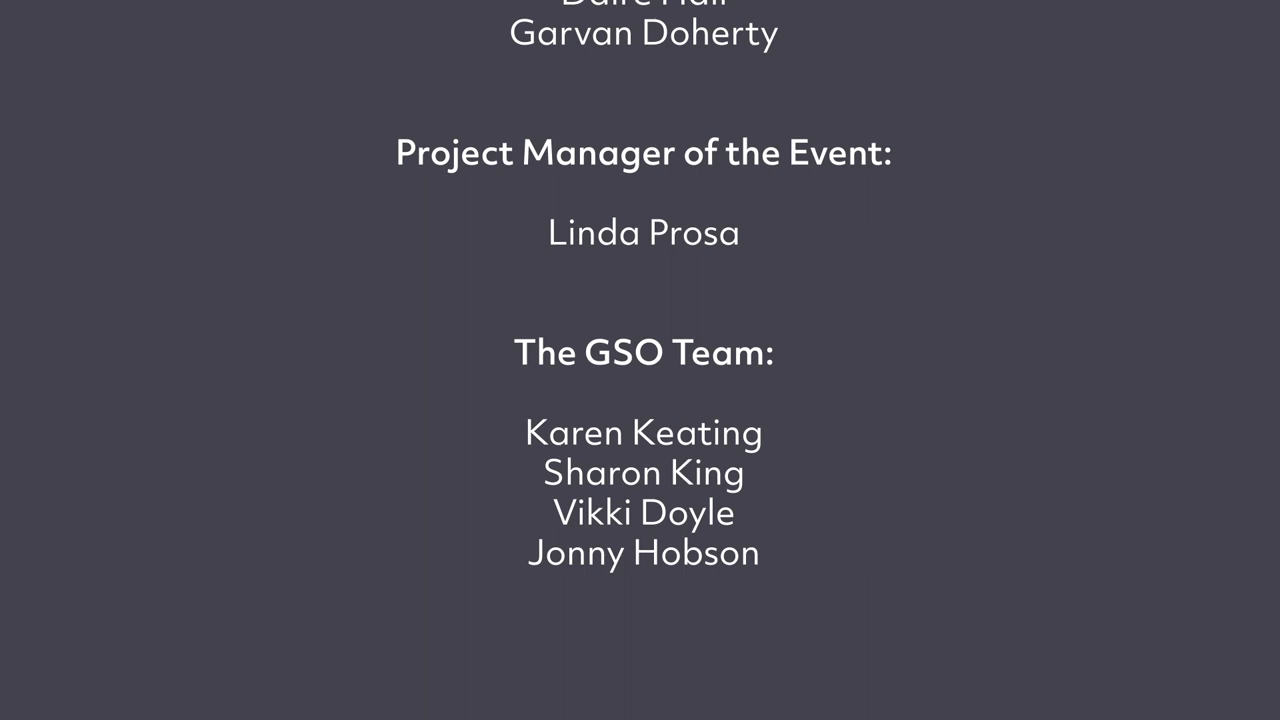 Garvan Doherty
Project Manager of the Event:
Linda Prosa
The GSO Team:
Karen Keating
Sharon King
Vikki Doyle
Jonny Hobson